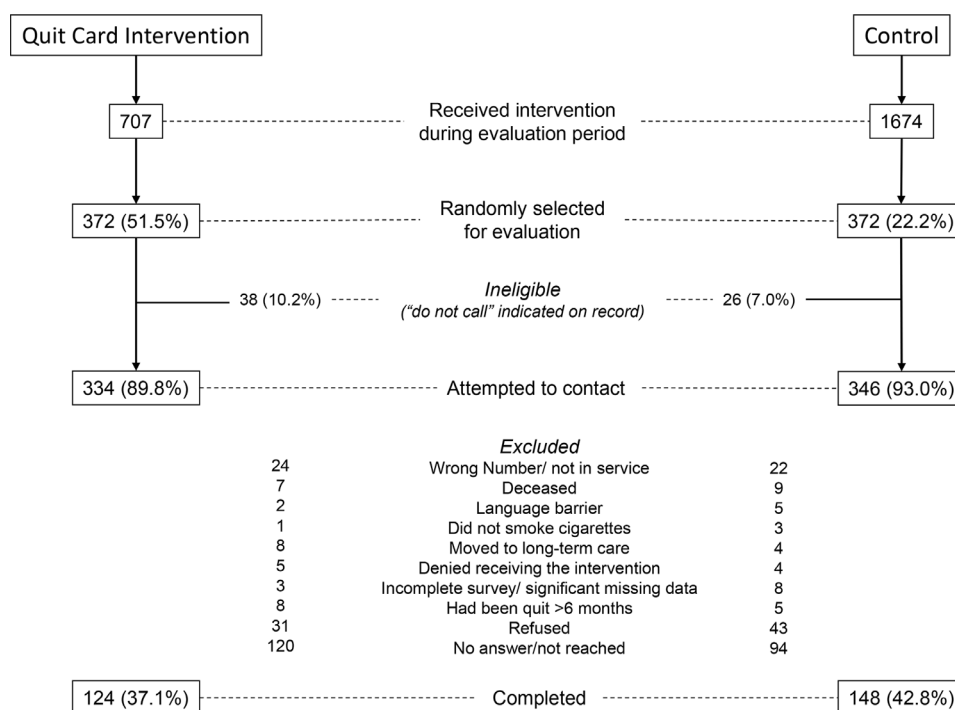 Quit Card Intervention Control
707 Received intervention 1674
during evaluation period
372 (51.5%) Randomly selected 372 (22.2%)
for evaluation
38 (10.2%) Ineligible 26 (7.0%)
(“do not call” indicated on record)
334 (89.8%) Attempted to contact 346 (93.0%)
Excluded
24 Wrong Number/ not in service 22
7 Deceased 9
2 Language barrier 5
1 Did not smoke cigarettes 3
8 Moved to long-term care 4
5 Denied receiving the intervention 4
3 Incomplete survey/ significant missing data 8
8 Had been quit >6 months 5
31 Refused 43
120 No answer/not reached 94
124 (37.1%) Completed 148 (42.8%)